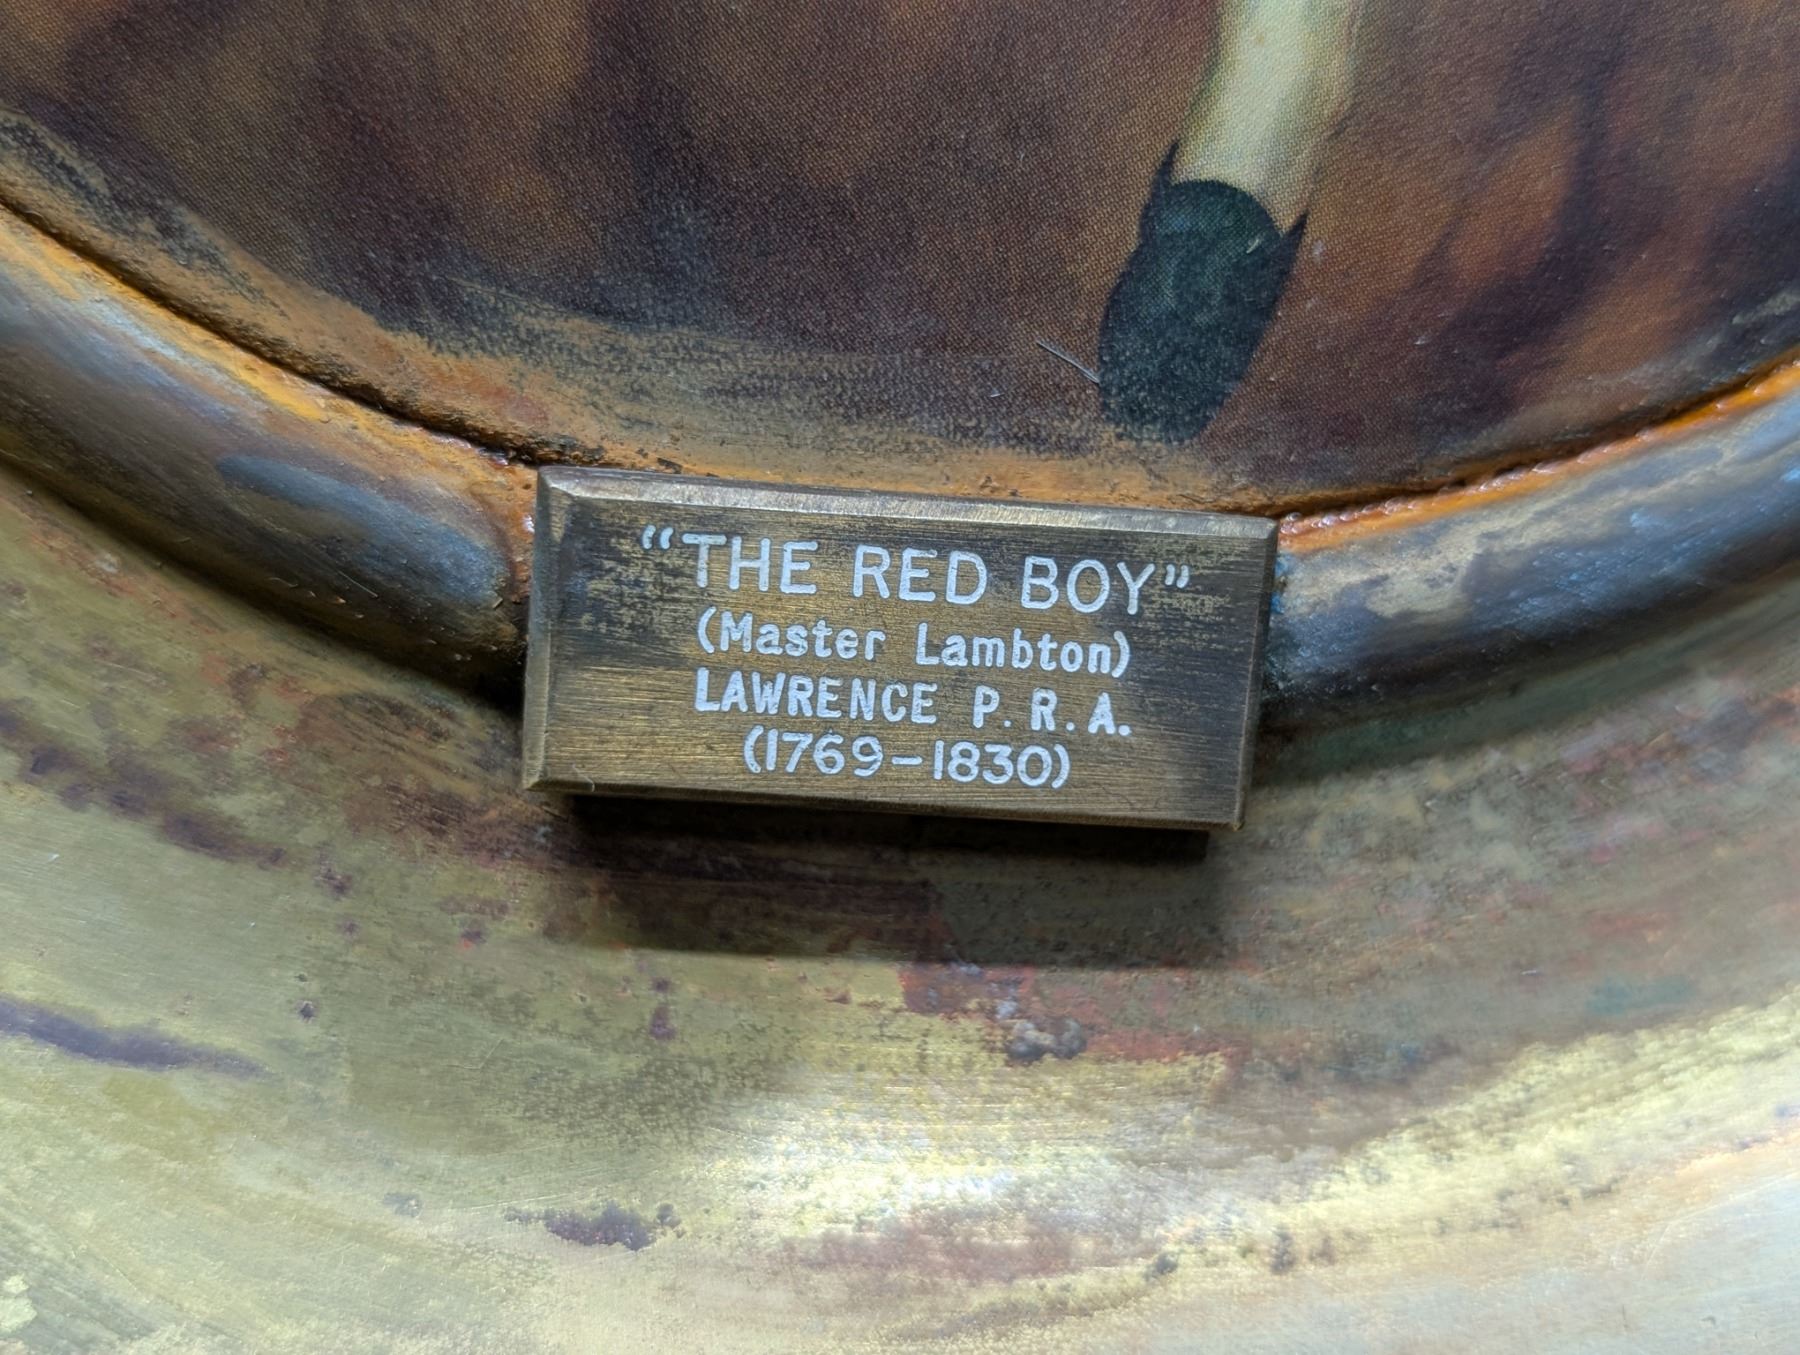 “THE RED BOY”
(Master Lambton)
LAWRENCE P.R.A.
(1769–1830)